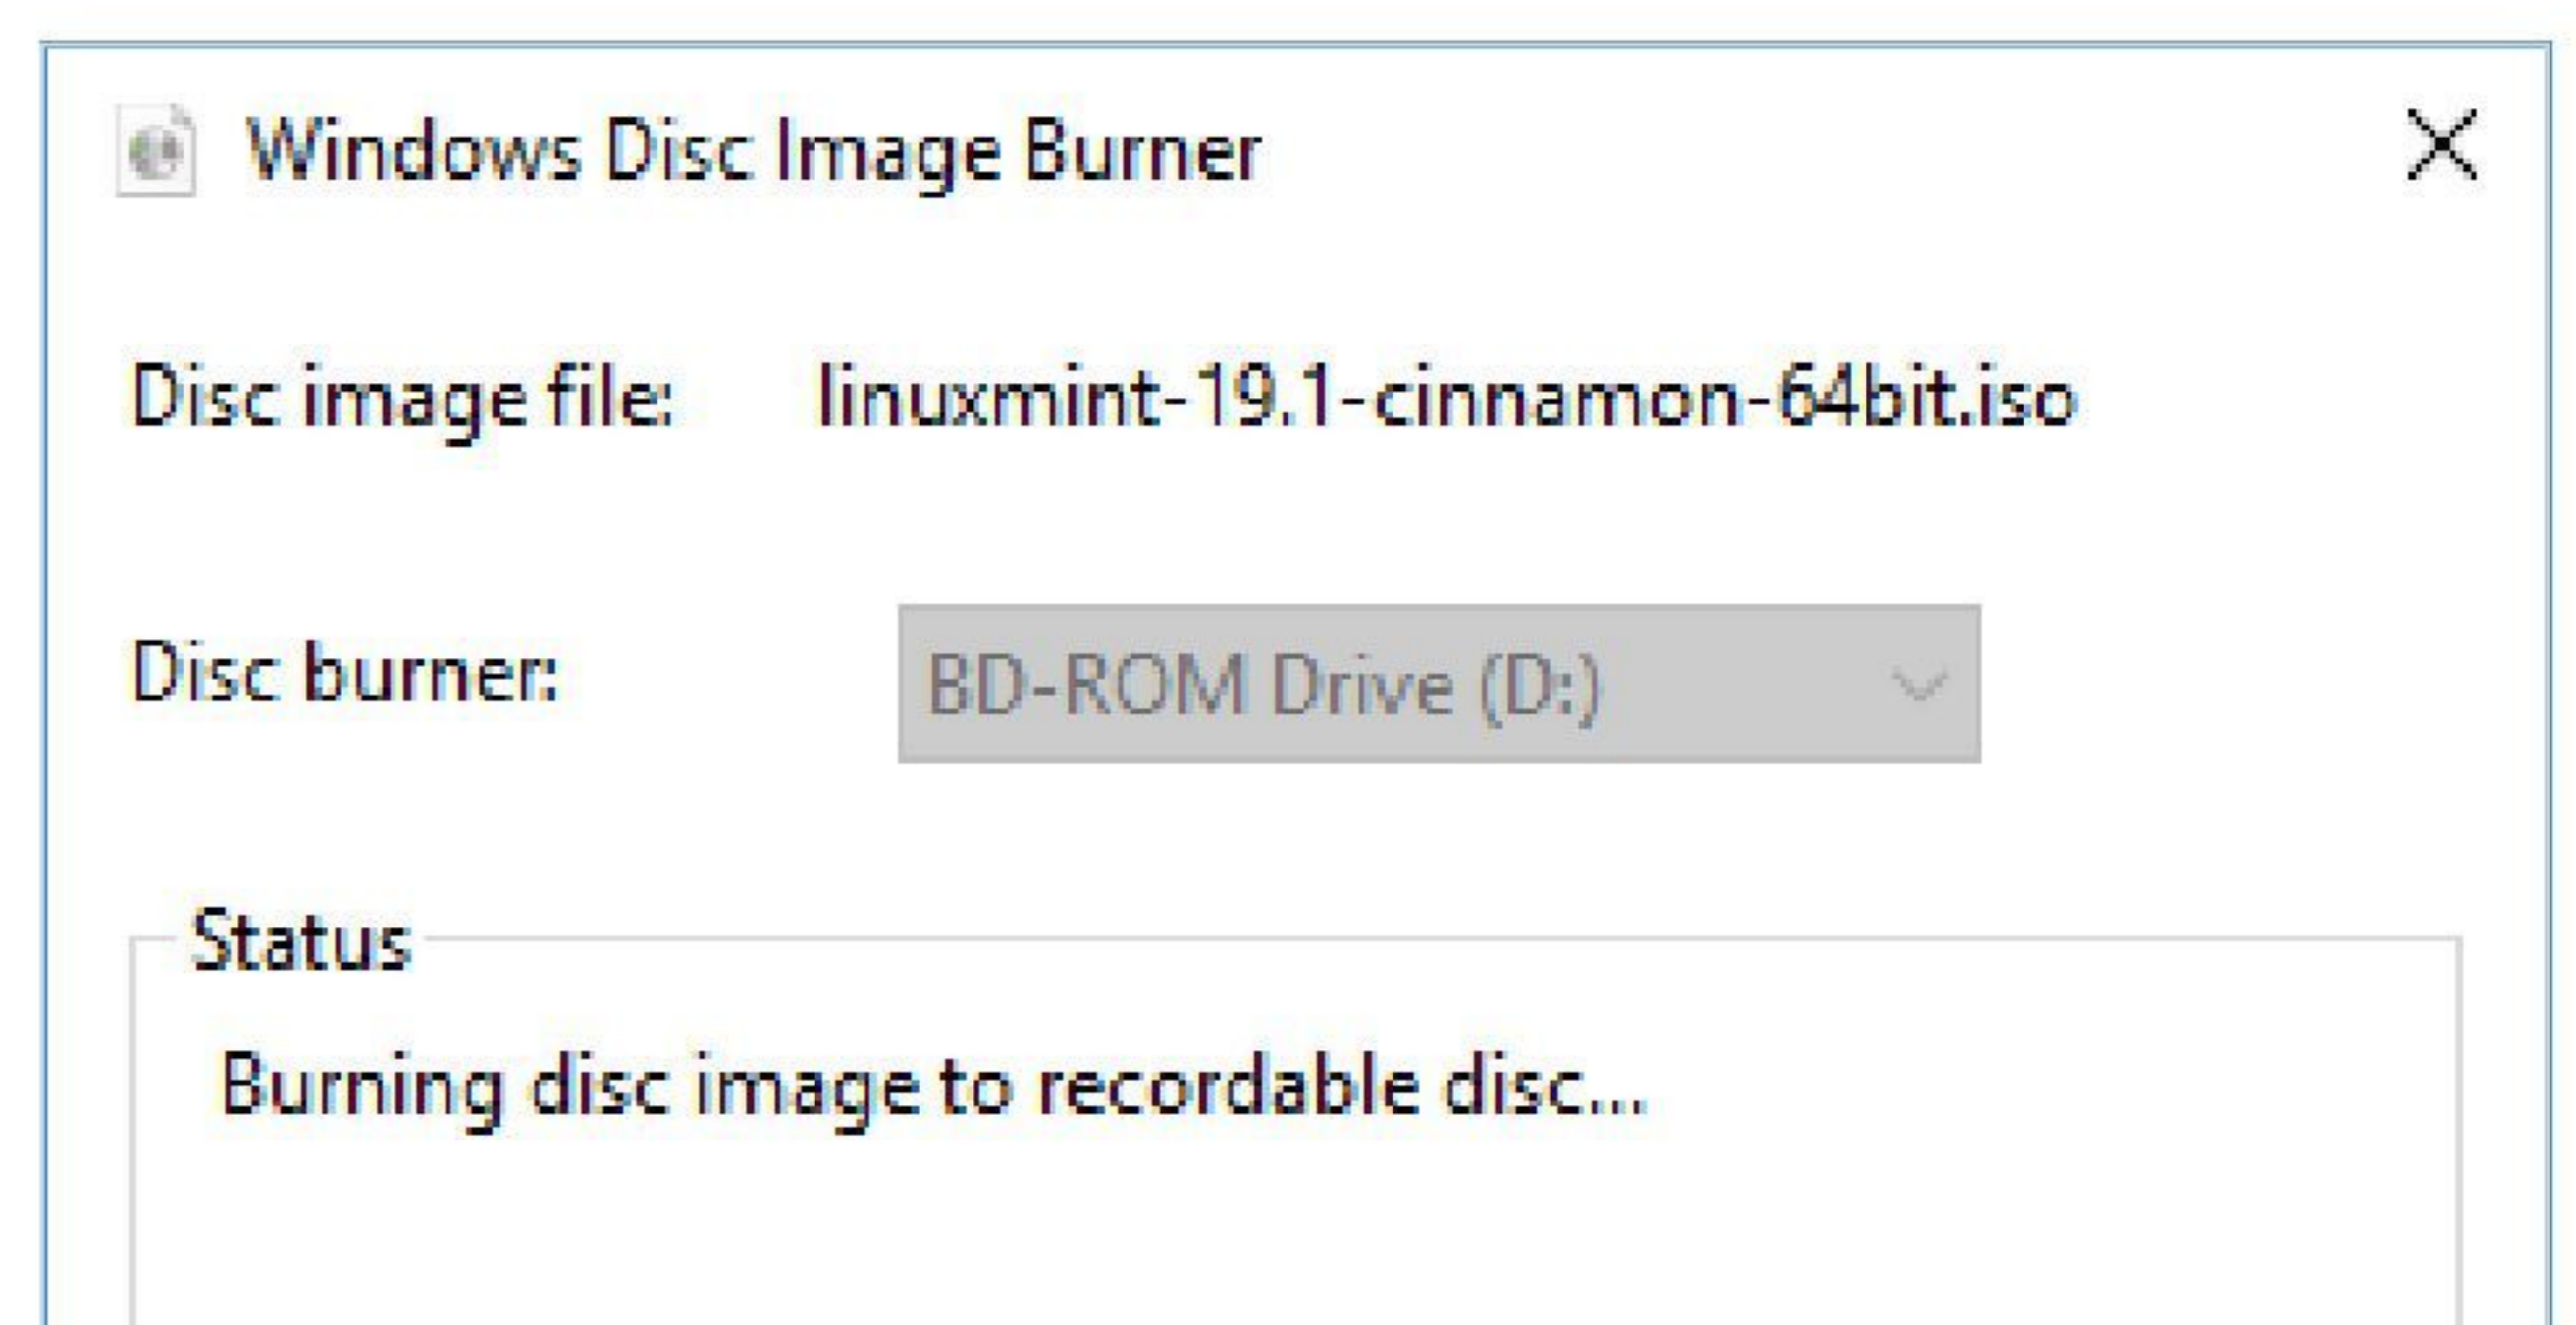 Windows Disc Image Burner
Disc image file: linuxmint-19.1-cinnamon-64bit.iso
Disc burner: BD-ROM Drive (D:)
Status
Burning disc image to recordable disc...